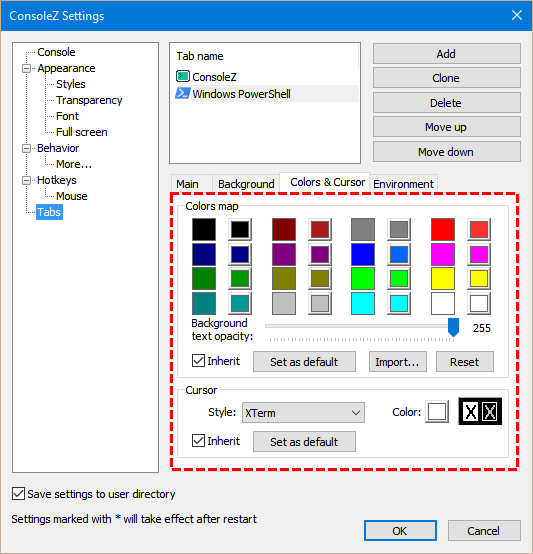 ConsoleZ Settings
Console
Appearance
Styles
Transparency
Font
Full screen
Behavior
More...
Hotkeys
Mouse
Tabs
Tab name
ConsoleZ
Windows PowerShell
Add
Clone
Delete
Move up
Move down
Main Background Colors & Cursor Environment
Colors map
Background
text opacity:
255
Inherit Set as default Import... Reset
Cursor
Style: XTerm Color: X X
Inherit Set as default
Save settings to user directory
Settings marked with * will take effect after restart
OK Cancel